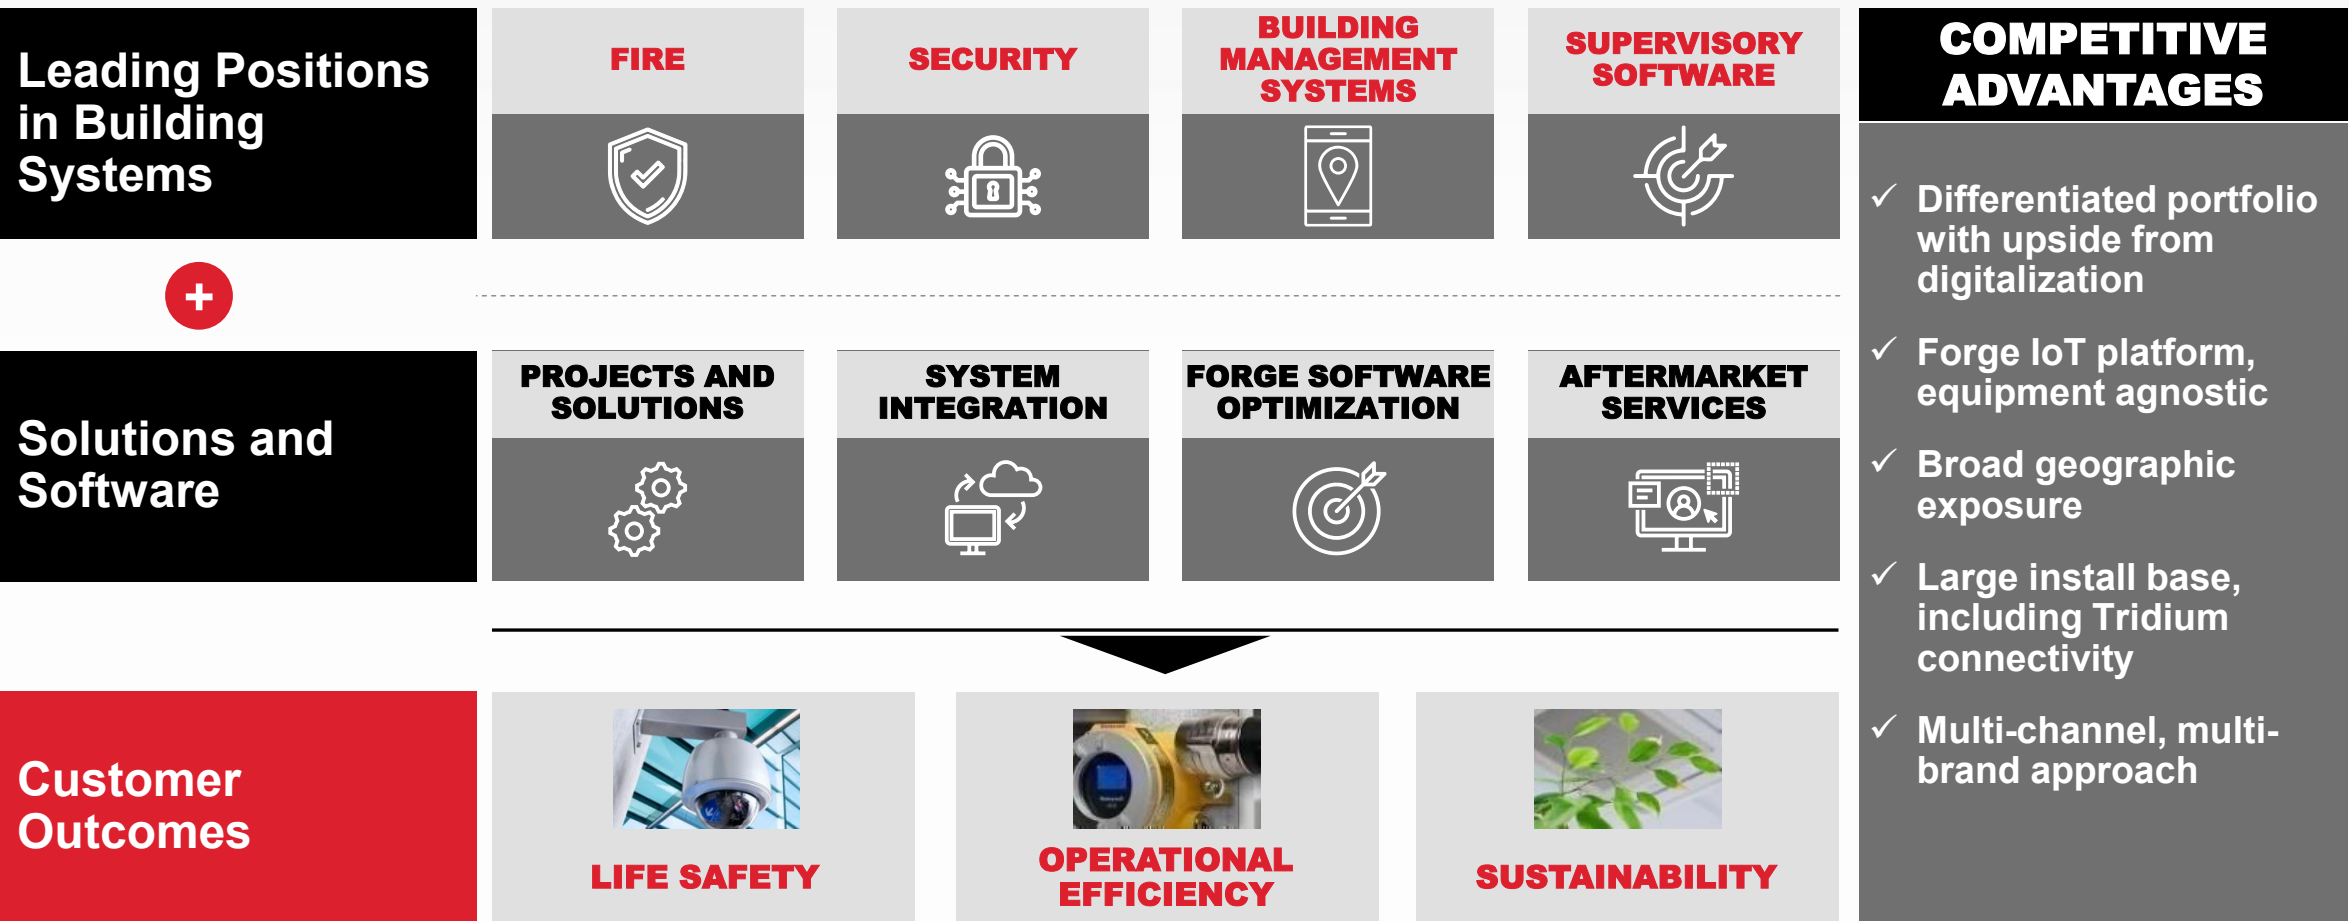 Leading Positions
in Building
Systems
FIRE
SECURITY
BUILDING
MANAGEMENT
SYSTEMS
SUPERVISORY
SOFTWARE
+
Solutions and
Software
PROJECTS AND
SOLUTIONS
SYSTEM
INTEGRATION
FORGE SOFTWARE
OPTIMIZATION
AFTERMARKET
SERVICES
Customer
Outcomes
LIFE SAFETY
OPERATIONAL
EFFICIENCY
SUSTAINABILITY
COMPETITIVE
ADVANTAGES
✓ Differentiated portfolio
with upside from
digitalization
✓ Forge IoT platform,
equipment agnostic
✓ Broad geographic
exposure
✓ Large install base,
including Tridium
connectivity
✓ Multi-channel, multi-
brand approach